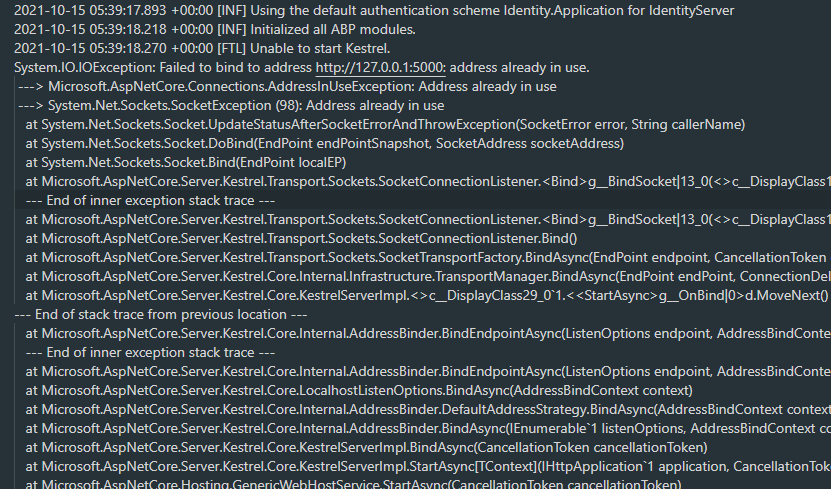 2021-10-15 05:39:17.893 +00:00 [INF] Using the default authentication scheme Identity.Application for IdentityServer
2021-10-15 05:39:18.218 +00:00 [INF] Initialized all ABP modules.
2021-10-15 05:39:18.270 +00:00 [FTL] Unable to start Kestrel.
System.IO.IOException: Failed to bind to address http://127.0.0.1:5000: address already in use.
---> Microsoft.AspNetCore.Connections.AddressInUseException: Address already in use
---> System.Net.Sockets.SocketException (98): Address already in use
at System.Net.Sockets.Socket.UpdateStatusAfterSocketErrorAndThrowException(SocketError error, String callerName)
at System.Net.Sockets.Socket.DoBind(EndPoint endPointSnapshot, SocketAddress socketAddress)
at System.Net.Sockets.Socket.Bind(EndPoint localEP)
at Microsoft.AspNetCore.Server.Kestrel.Transport.Sockets.SocketConnectionListener.<Bind>g__BindSocket|13_0(<>c__DisplayClass1
--- End of inner exception stack trace ---
at Microsoft.AspNetCore.Server.Kestrel.Transport.Sockets.SocketConnectionListener.<Bind>g__BindSocket|13_0(<>c__DisplayClass1
at Microsoft.AspNetCore.Server.Kestrel.Transport.Sockets.SocketConnectionListener.Bind()
at Microsoft.AspNetCore.Server.Kestrel.Transport.Sockets.SocketTransportFactory.BindAsync(EndPoint endpoint, CancellationToken
at Microsoft.AspNetCore.Server.Kestrel.Core.Internal.Infrastructure.TransportManager.BindAsync(EndPoint endPoint, ConnectionDel
at Microsoft.AspNetCore.Server.Kestrel.Core.KestrelServerImpl.<>c__DisplayClass29_0`1.<<StartAsync>g__OnBind|0>d.MoveNext()
--- End of stack trace from previous location ---
at Microsoft.AspNetCore.Server.Kestrel.Core.Internal.AddressBinder.BindEndpointAsync(ListenOptions endpoint, AddressBindConte
--- End of inner exception stack trace ---
at Microsoft.AspNetCore.Server.Kestrel.Core.Internal.AddressBinder.BindEndpointAsync(ListenOptions endpoint, AddressBindConte
at Microsoft.AspNetCore.Server.Kestrel.Core.LocalhostListenOptions.BindAsync(AddressBindContext context)
at Microsoft.AspNetCore.Server.Kestrel.Core.Internal.AddressBinder.DefaultAddressStrategy.BindAsync(AddressBindContext context
at Microsoft.AspNetCore.Server.Kestrel.Core.Internal.AddressBinder.BindAsync(IEnumerable`1 listenOptions, AddressBindContext co
at Microsoft.AspNetCore.Server.Kestrel.Core.KestrelServerImpl.BindAsync(CancellationToken cancellationToken)
at Microsoft.AspNetCore.Server.Kestrel.Core.KestrelServerImpl.StartAsync[TContext](IHttpApplication`1 application, CancellationToke
at Microsoft.AspNetCore.Hosting.GenericWebHostService.StartAsync(CancellationToken cancellationToken)